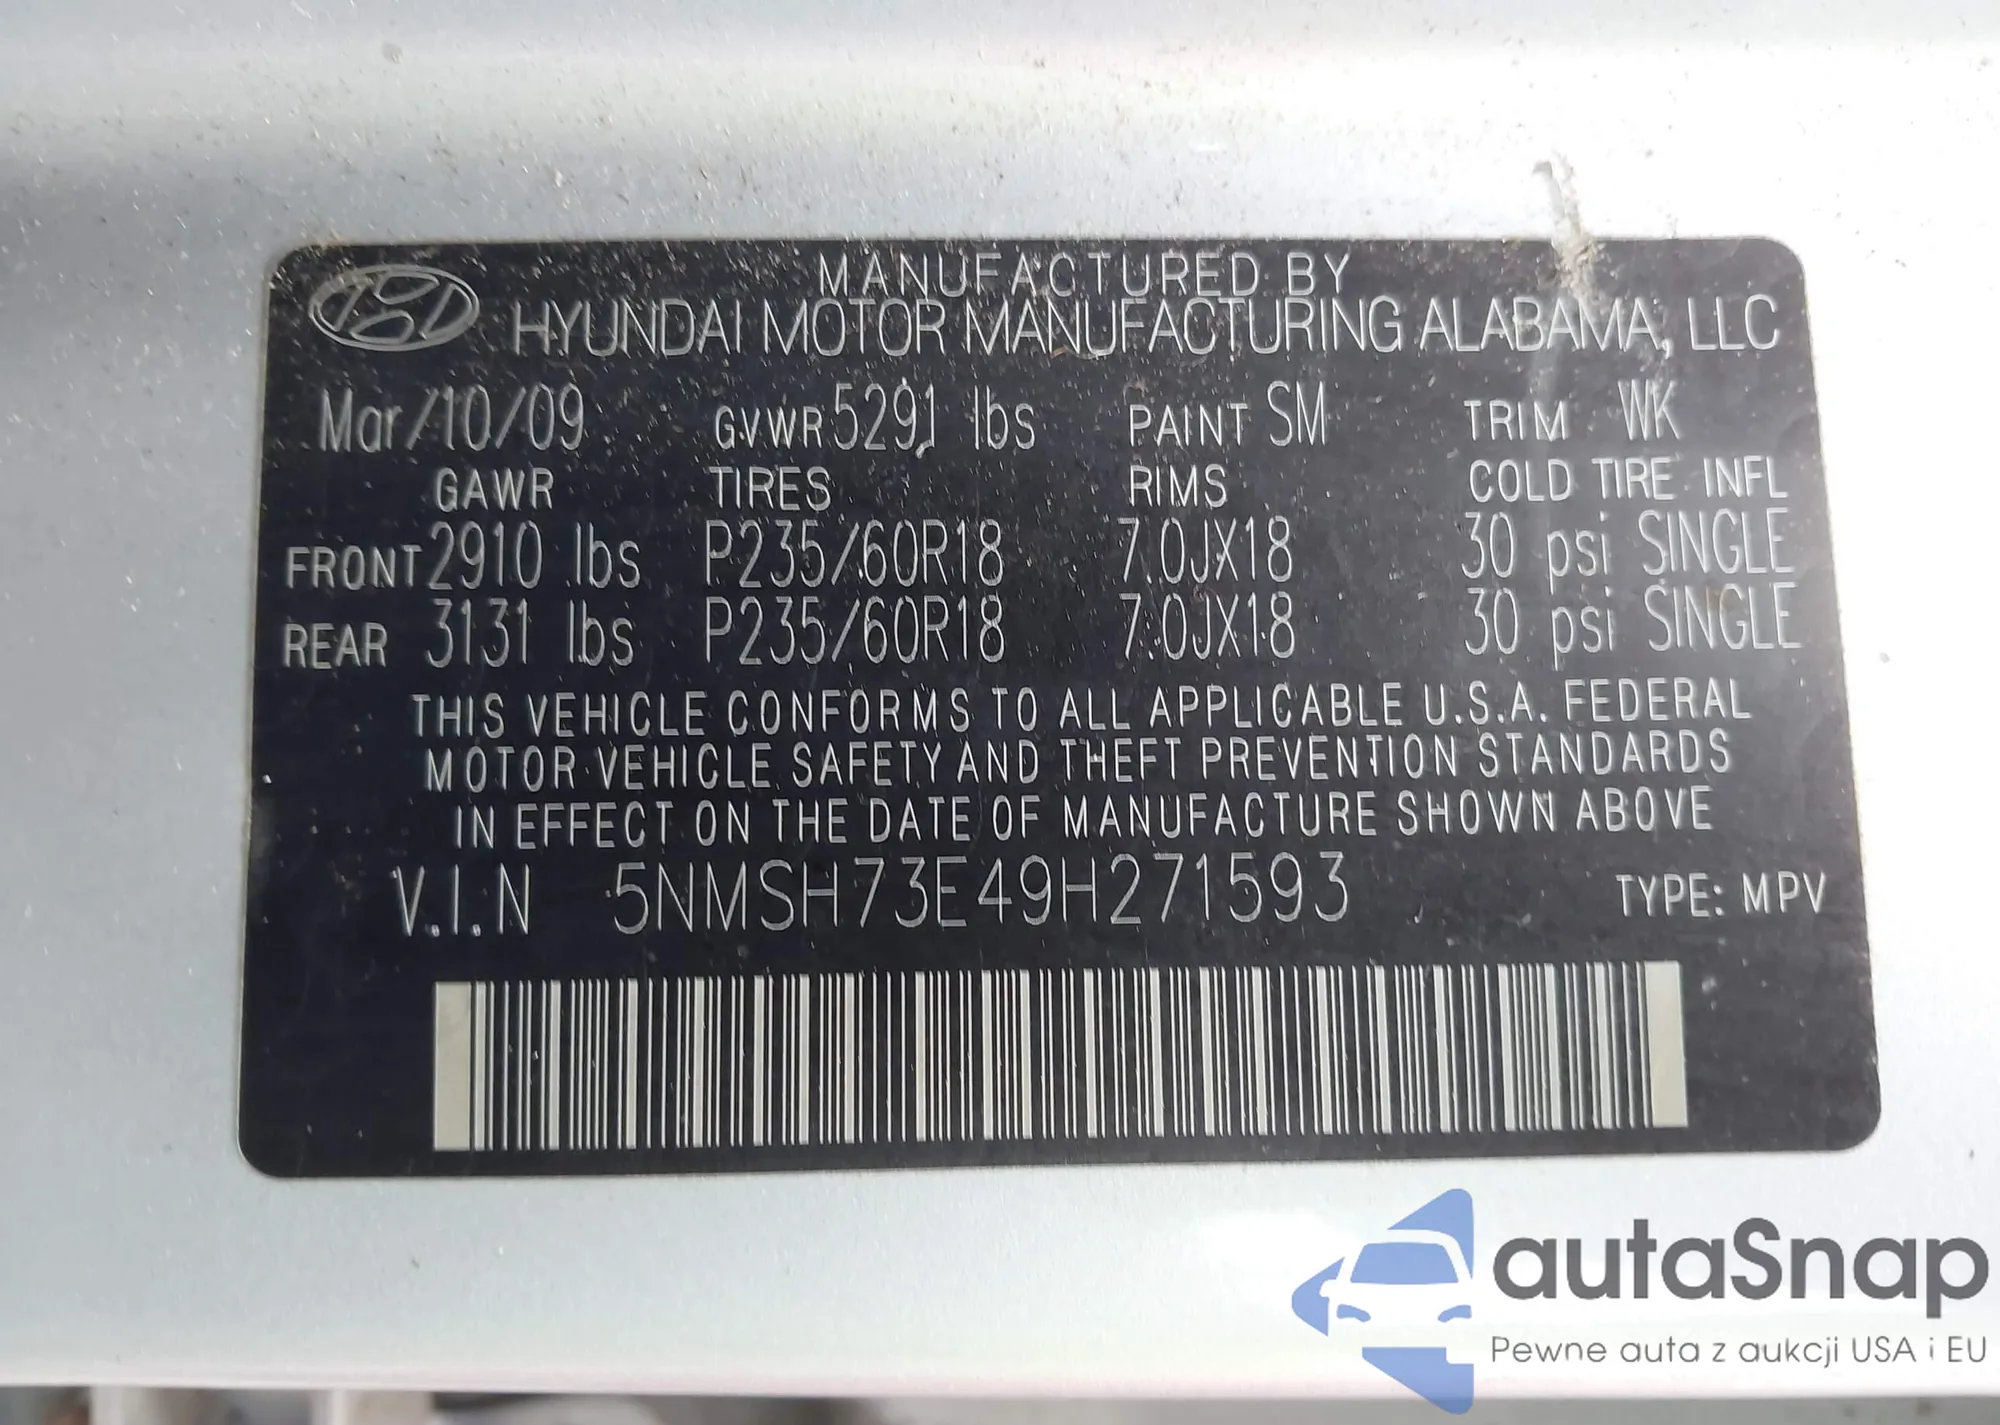 MANUFACTURED BY
HYUNDAI MOTOR MANUFACTURING ALABAMA, LLC
Mar/10/09 GVWR 5291 lbs PAINT SM TRIM WK
GAWR TIRES RIMS COLD TIRE INFL
FRONT 2910 lbs P235/60R18 7.0JX18 30 psi SINGLE
REAR 3131 lbs P235/60R18 7.0JX18 30 psi SINGLE
THIS VEHICLE CONFORMS TO ALL APPLICABLE U.S.A. FEDERAL
MOTOR VEHICLE SAFETY AND THEFT PREVENTION STANDARDS
IN EFFECT ON THE DATE OF MANUFACTURE SHOWN ABOVE
V.I.N 5NMSH73E49H271593 TYPE: MPV
autaSnap
Pewne auta z aukcji USA i EU